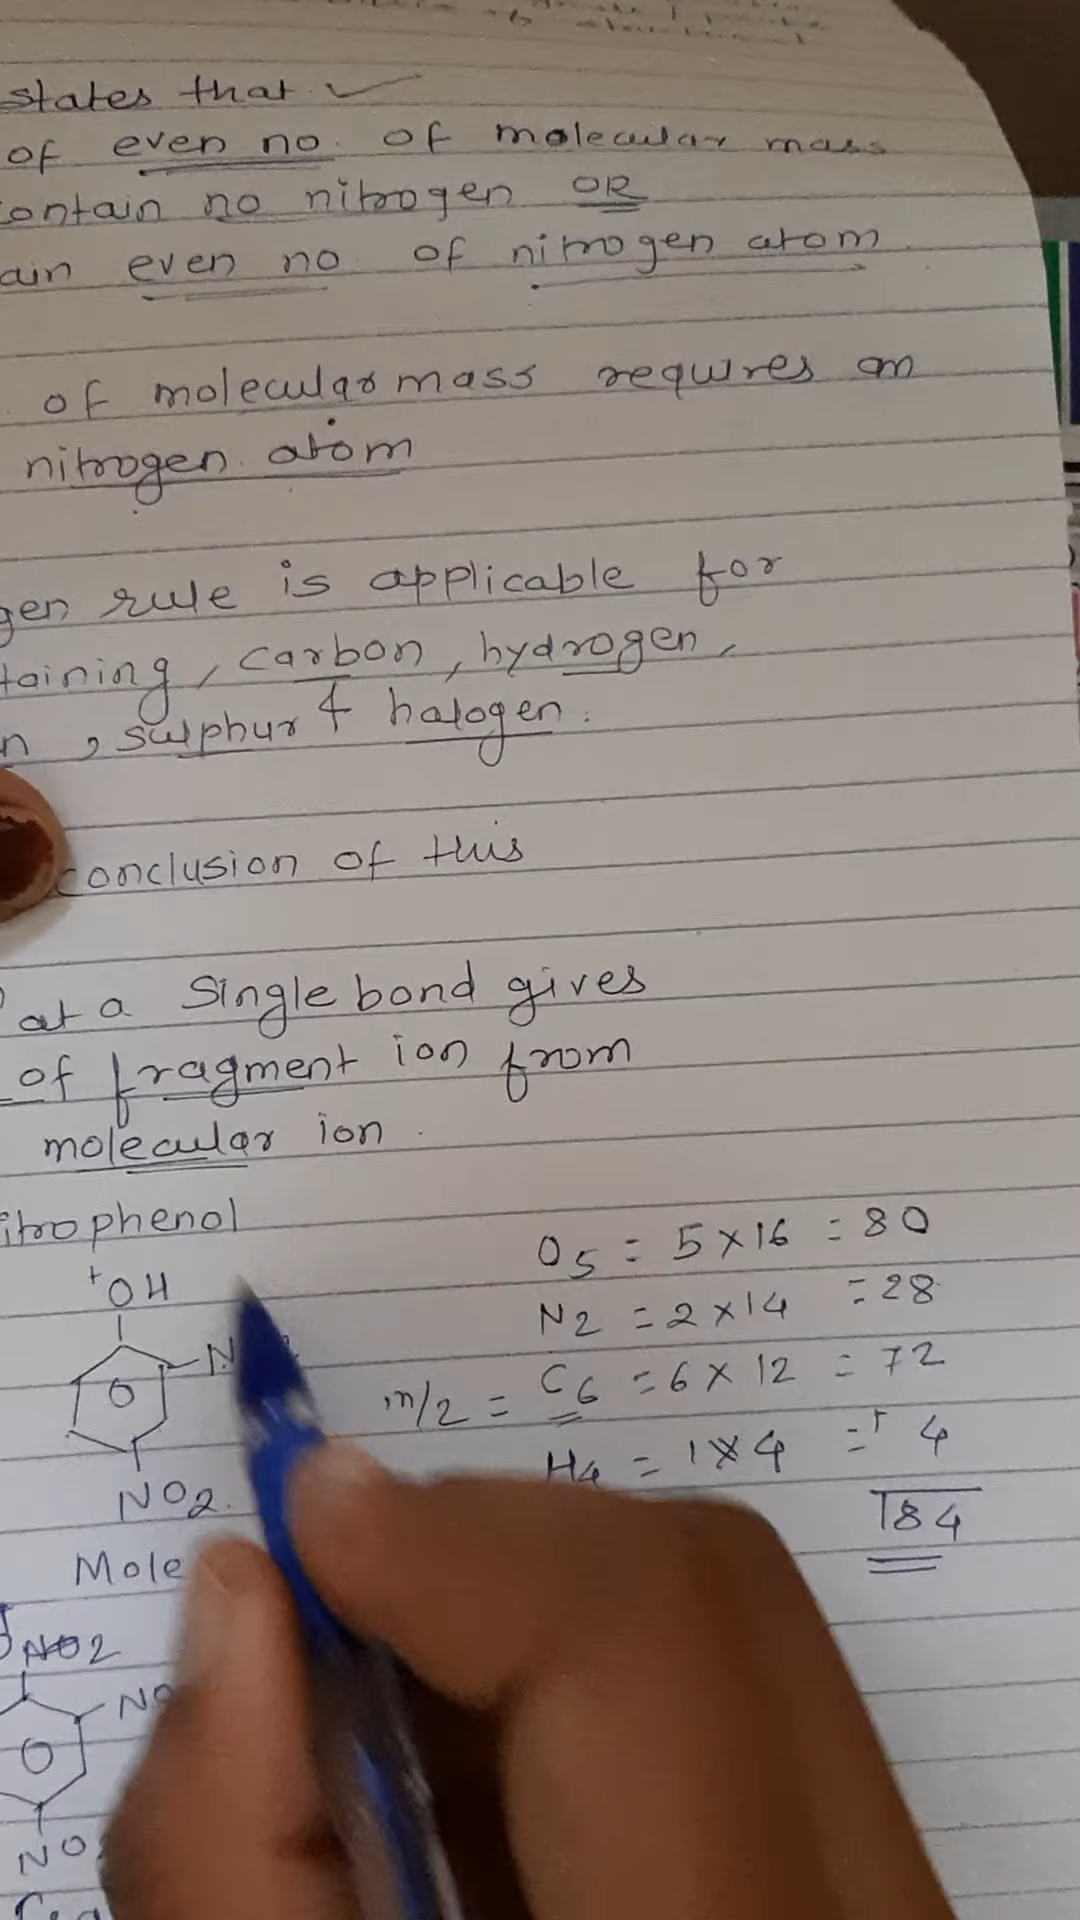 states that ✓
of even no. of molecular mass
contain no nitrogen OR
ain even no of nitrogen atom
of molecular mass requires an
nitrogen atom
gen rule is applicable for
taining, carbon, hydrogen,
n, sulphur & halogen.
conclusion of this
at a Single bond gives
of fragment ion from
molecular ion.
itrophenol
+OH
N
NO2.
O5 = 5 × 16 = 80
N2 = 2 × 14 = 28
m/2 = C6 = 6 × 12 = 72
H4 = 1 × 4 = + 4
184
Mole
NO2
NO
NO